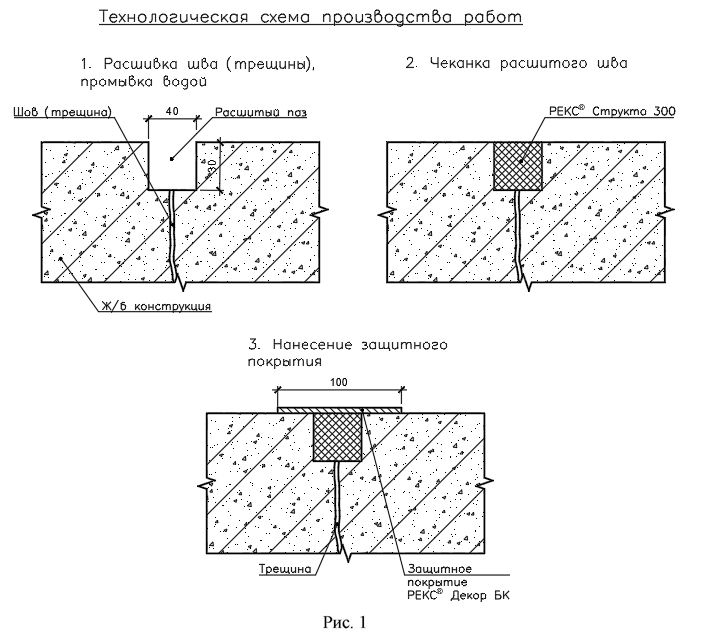 Технологическая схема производства работ
1. Расшивка шва (трещины),
промывка водой
2. Чеканка расшитого шва
Шов (трещина)
40
Расшитый паз
30
РЕКС® Структо 300
Ж/б конструкция
3. Нанесение защитного
покрытия
100
Трещина
Защитное
покрытие
РЕКС® Декор БК
Рис. 1